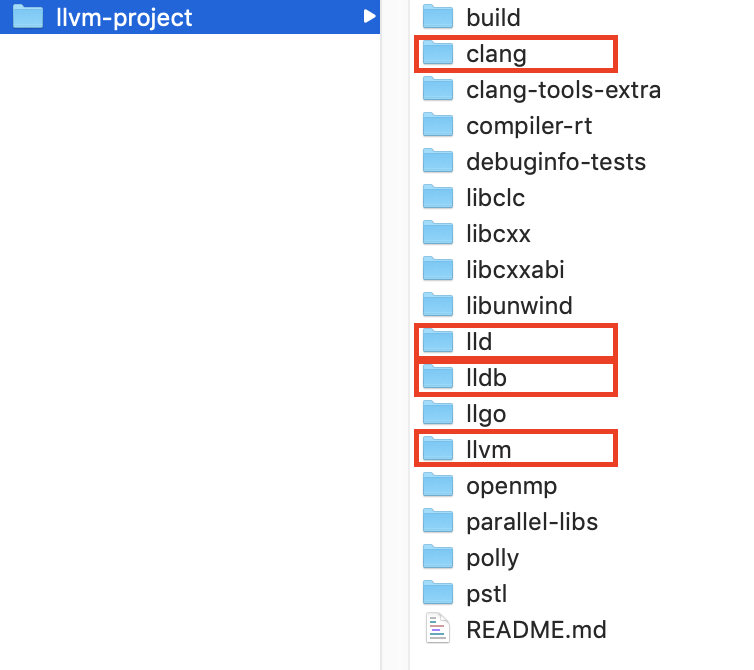 llvm-project
build
clang
clang-tools-extra
compiler-rt
debuginfo-tests
libclc
libcxx
libcxxabi
libunwind
lld
lldb
llgo
llvm
openmp
parallel-libs
polly
pstl
README.md